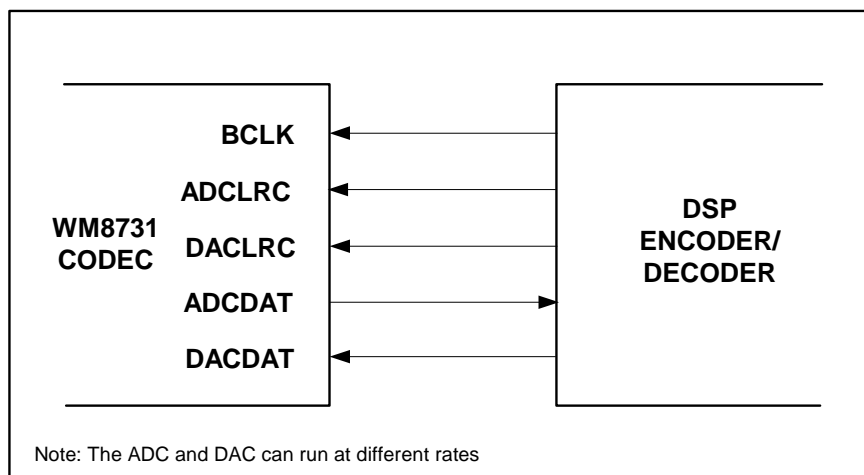 BCLK
ADCLRC
WM8731
CODEC
DACLRC
ADCDAT
DACDAT
DSP
ENCODER/
DECODER
Note: The ADC and DAC can run at different rates